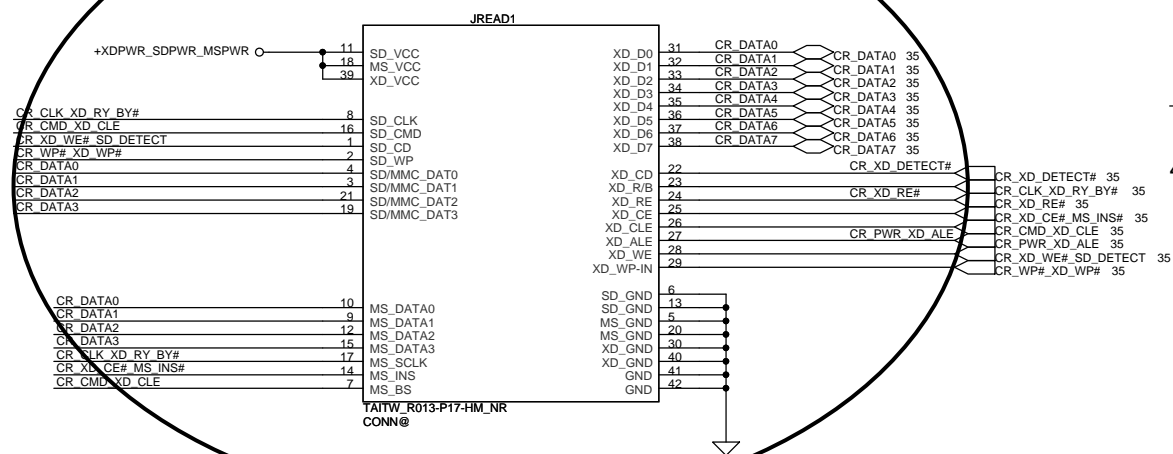 JREAD1
+XDPWR_SDPWR_MSPWR
11 SD_VCC
18 MS_VCC
39 XD_VCC
CR_CLK_XD_RY_BY# 8 SD_CLK
CR_CMD_XD_CLE 16 SD_CMD
CR_XD_WE#_SD_DETECT 1 SD_CD
CR_WP#_XD_WP# 2 SD_WP
CR_DATA0 4 SD/MMC_DAT0
CR_DATA1 3 SD/MMC_DAT1
CR_DATA2 21 SD/MMC_DAT2
CR_DATA3 19 SD/MMC_DAT3
CR_DATA0 10 MS_DATA0
CR_DATA1 9 MS_DATA1
CR_DATA2 12 MS_DATA2
CR_DATA3 15 MS_DATA3
CR_CLK_XD_RY_BY# 17 MS_SCLK
CR_XD_CE#_MS_INS# 14 MS_INS
CR_CMD_XD_CLE 7 MS_BS
XD_D0 31 CR_DATA0 CR_DATA0 35
XD_D1 32 CR_DATA1 CR_DATA1 35
XD_D2 33 CR_DATA2 CR_DATA2 35
XD_D3 34 CR_DATA3 CR_DATA3 35
XD_D4 35 CR_DATA4 CR_DATA4 35
XD_D5 36 CR_DATA5 CR_DATA5 35
XD_D6 37 CR_DATA6 CR_DATA6 35
XD_D7 38 CR_DATA7 CR_DATA7 35
XD_CD 22 CR_XD_DETECT# CR_XD_DETECT# 35
XD_R/B 23 CR_CLK_XD_RY_BY# 35
XD_RE 24 CR_XD_RE# CR_XD_RE# 35
XD_CE 25 CR_XD_CE#_MS_INS# 35
XD_CLE 26 CR_CMD_XD_CLE 35
XD_ALE 27 CR_PWR_XD_ALE CR_PWR_XD_ALE 35
XD_WE 28 CR_XD_WE#_SD_DETECT 35
XD_WP-IN 29 CR_WP#_XD_WP# 35
SD_GND 6
SD_GND 13
MS_GND 5
MS_GND 20
XD_GND 30
XD_GND 40
GND 41
GND 42
TAITW_R013-P17-HM_NR
CONN@